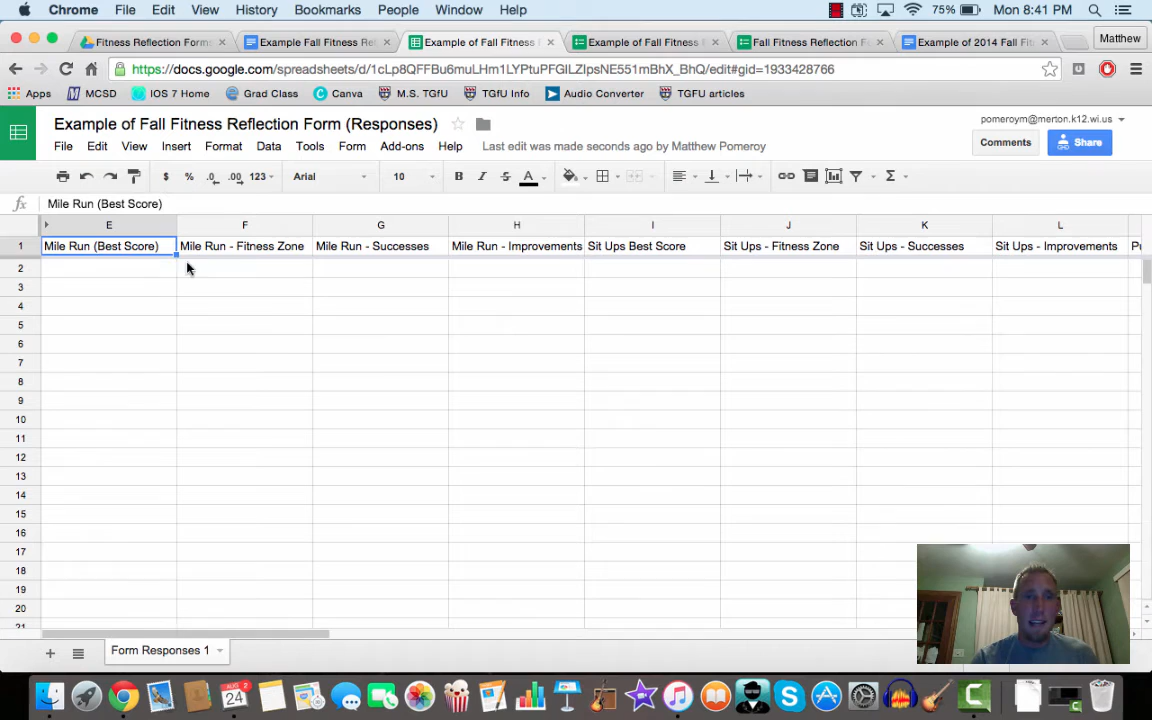 Chrome File Edit View History Bookmarks People Window Help 75% Mon 8:41 PM
Fitness Reflection Forms Example Fall Fitness Re Example of Fall Fitness Example of Fall Fitness Fall Fitness Reflection F Example of 2014 Fall Fit Matthew
https://docs.google.com/spreadsheets/d/1cLp8QFFBu6muLHm1LYPtuPFGILZIpsNE551mBhX_BhQ/edit#gid=1933428766
Apps MCSD IOS 7 Home Grad Class Canva M.S. TGfU TGfU Info Audio Converter TGFU articles
Example of Fall Fitness Reflection Form (Responses)
pomeroym@merton.k12.wi.us
File Edit View Insert Format Data Tools Form Add-ons Help Last edit was made seconds ago by Matthew Pomeroy
Comments Share
$ % .0 .00 123 Arial 10 B I S A Σ
fx Mile Run (Best Score)
E F G H I J K L
1 Mile Run (Best Score) Mile Run - Fitness Zone Mile Run - Successes Mile Run - Improvements Sit Ups Best Score Sit Ups - Fitness Zone Sit Ups - Successes Sit Ups - Improvements Pu
2
3
4
5
6
7
8
9
10
11
12
13
14
15
16
17
18
19
20
21
Form Responses 1
24